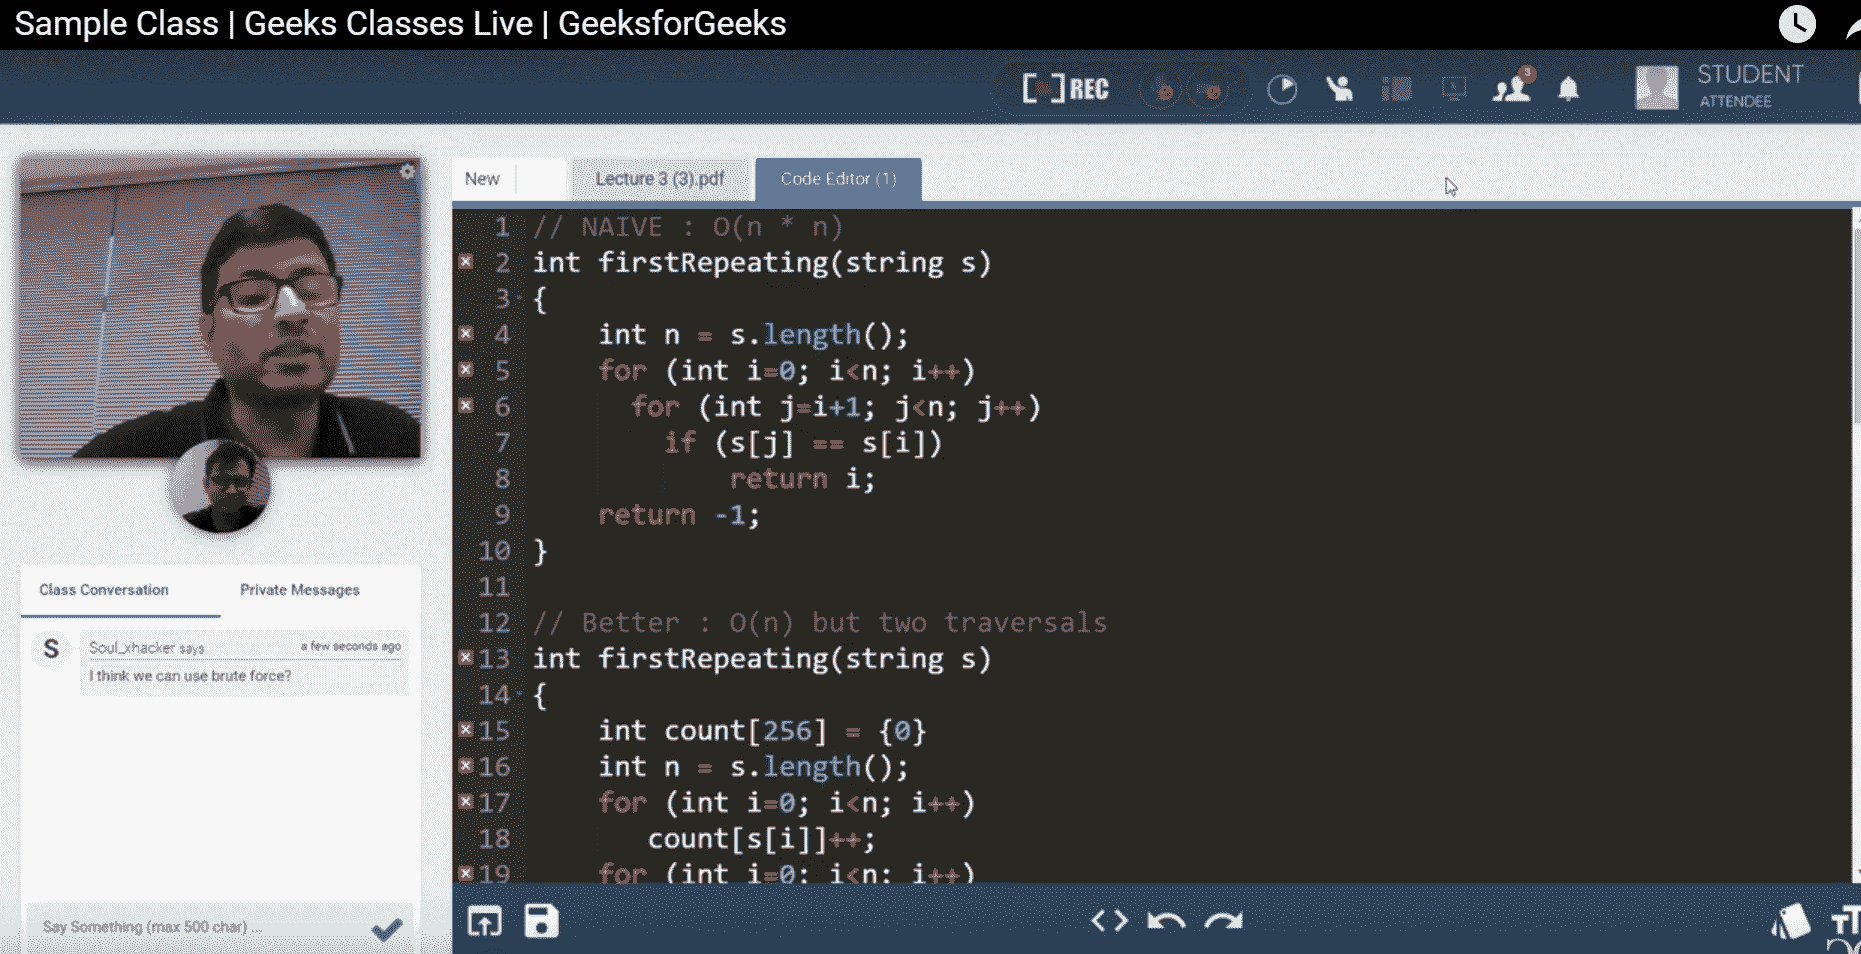 Sample Class | Geeks Classes Live | GeeksforGeeks
REC
3
STUDENT
ATTENDEE
New
Lecture 3 (3).pdf
Code Editor (1)
1 // NAIVE : O(n * n)
2 int firstRepeating(string s)
3 {
4 int n = s.length();
5 for (int i=0; i<n; i++)
6 for (int j=i+1; j<n; j++)
7 if (s[j] == s[i])
8 return i;
9 return -1;
10 }
11
12 // Better : O(n) but two traversals
13 int firstRepeating(string s)
14 {
15 int count[256] = {0}
16 int n = s.length();
17 for (int i=0; i<n; i++)
18 count[s[i]]++;
19 for (int i=0; i<n; i++)
Class Conversation
Private Messages
S
Soul_xhacker says:
a few seconds ago
I think we can use brute force?
Say Something (max 500 char) ...